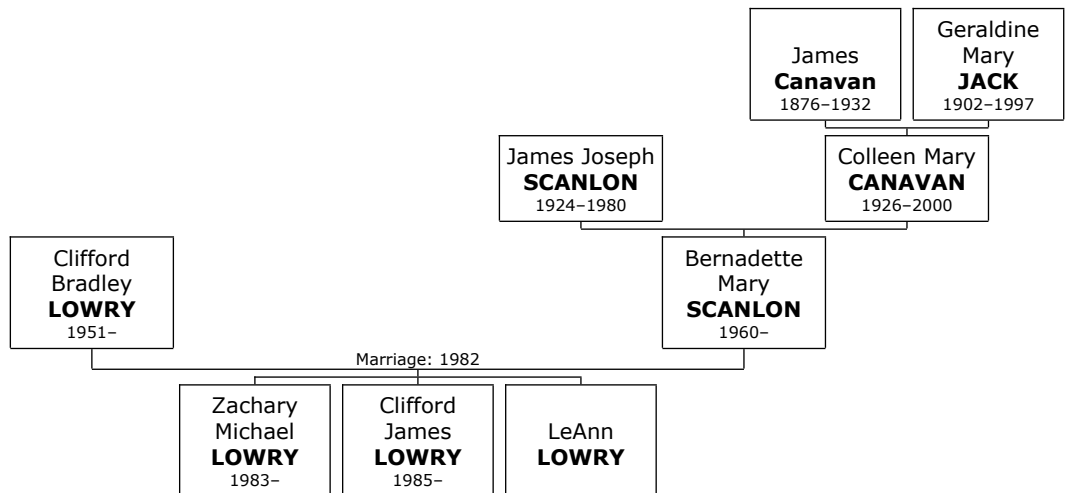 James
Canavan
1876–1932
Geraldine
Mary
JACK
1902–1997
James Joseph
SCANLON
1924–1980
Colleen Mary
CANAVAN
1926–2000
Clifford
Bradley
LOWRY
1951–
Bernadette
Mary
SCANLON
1960–
Marriage: 1982
Zachary
Michael
LOWRY
1983–
Clifford
James
LOWRY
1985–
LeAnn
LOWRY